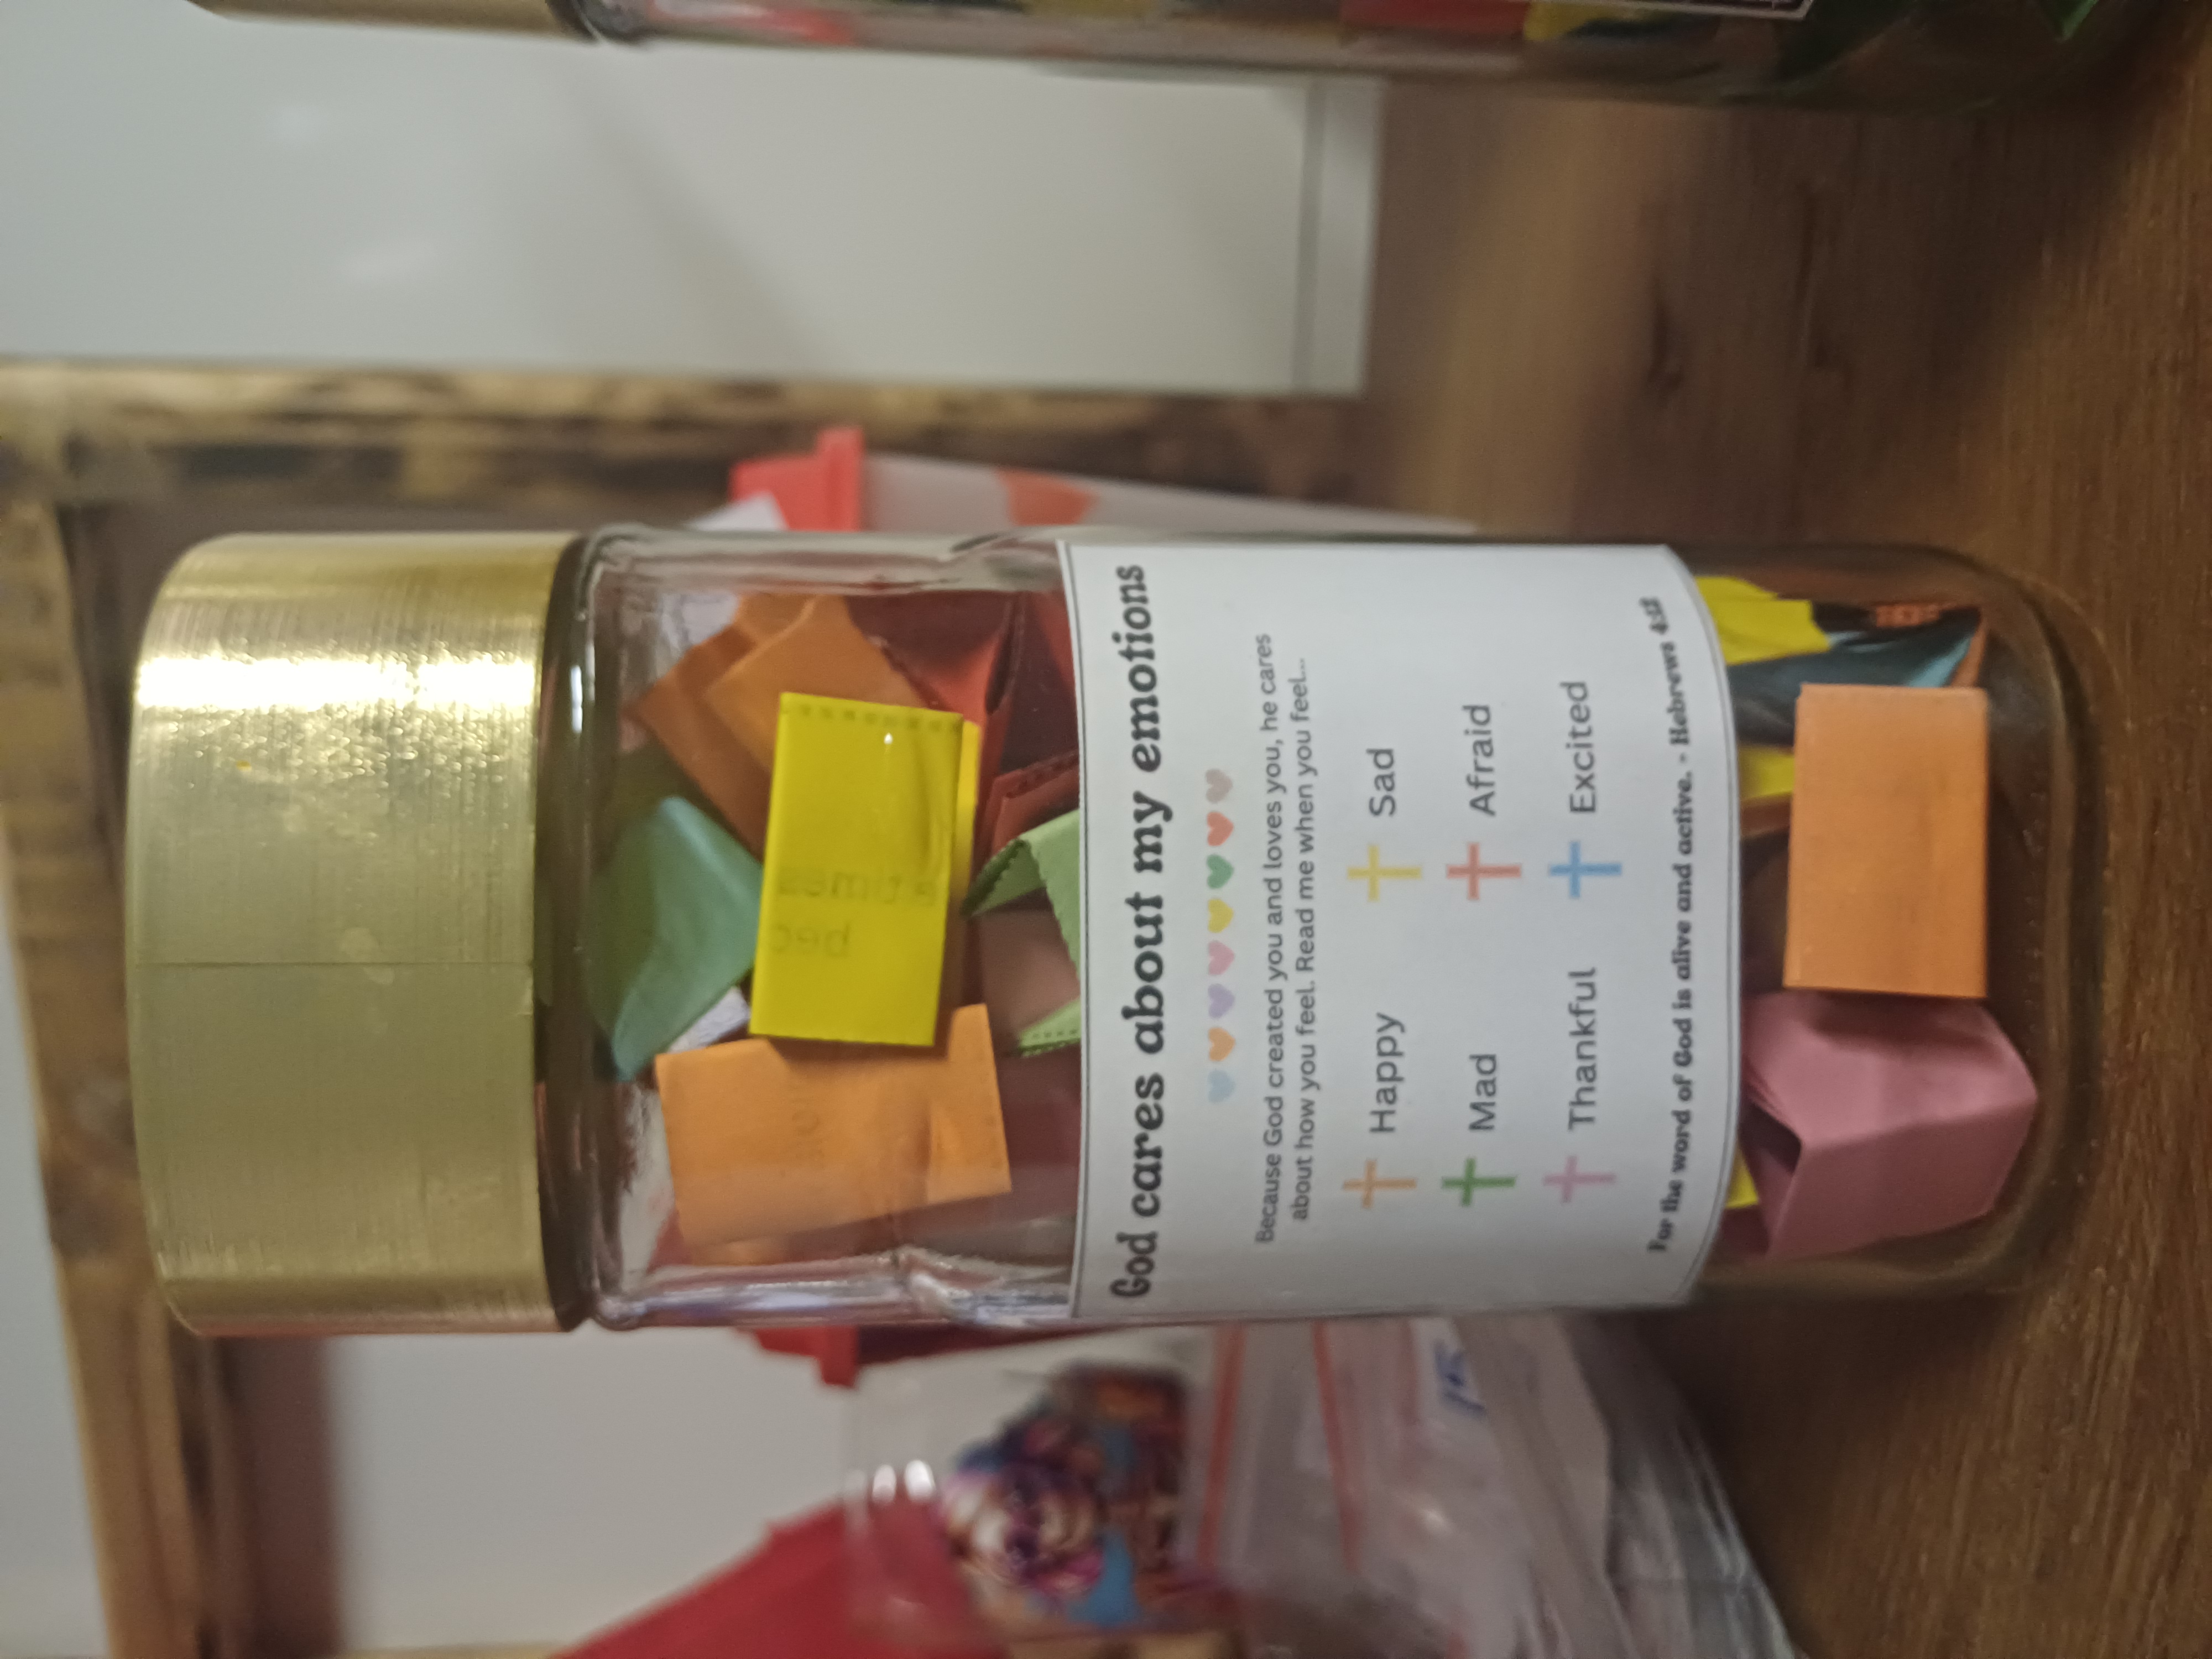 God cares about my emotions
Because God created you and loves you, he cares
about how you feel. Read me when you feel...
Happy Sad
Mad Afraid
Thankful Excited
For the word of God is alive and active. - Hebrews 4:12